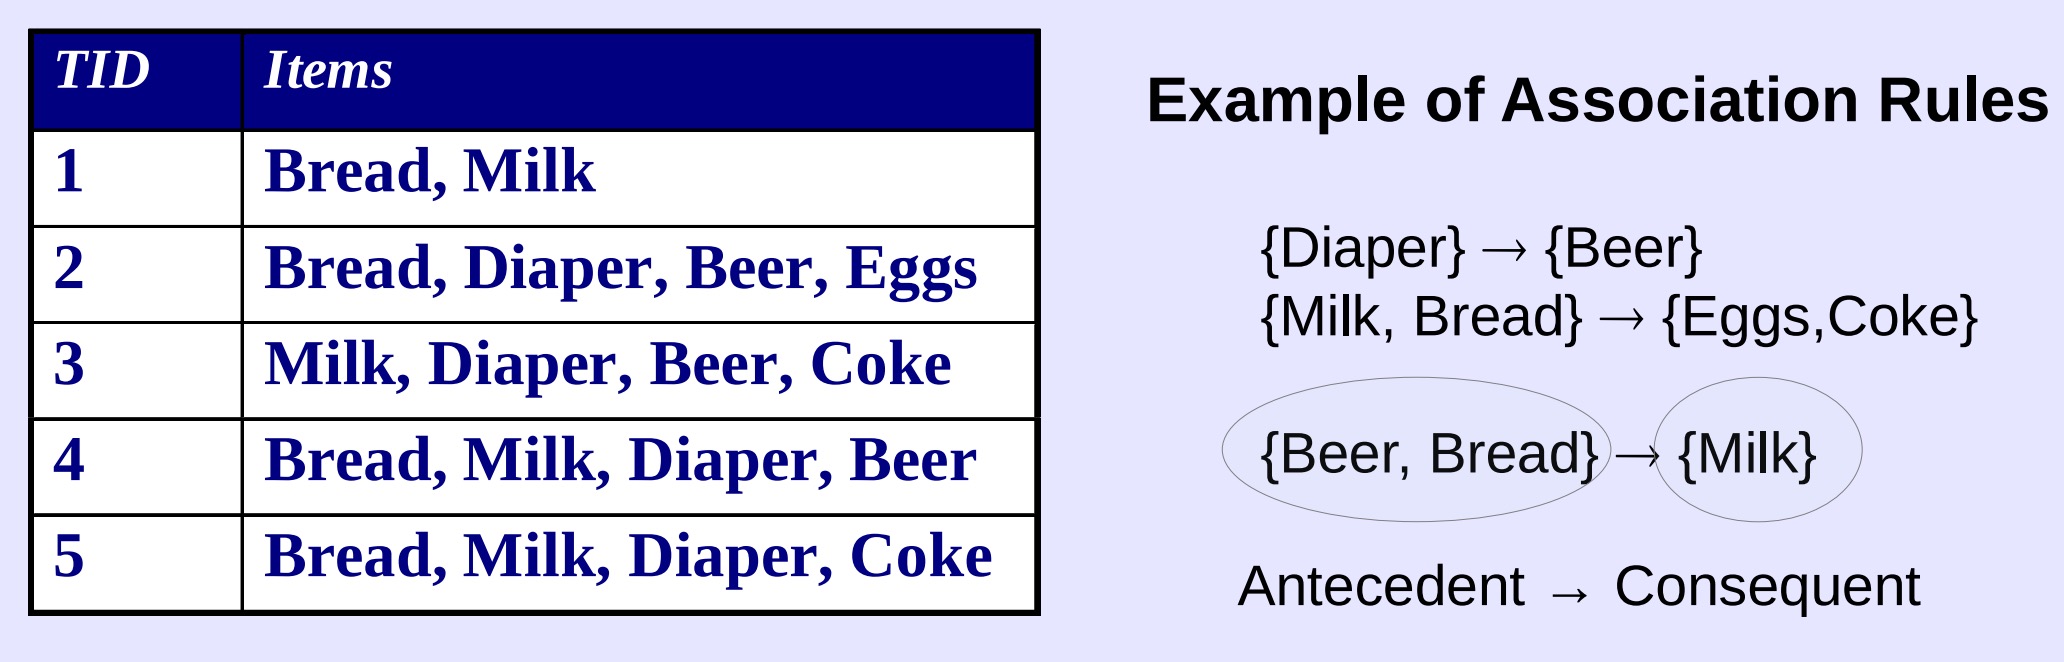 TID Items
1 Bread, Milk
2 Bread, Diaper, Beer, Eggs
3 Milk, Diaper, Beer, Coke
4 Bread, Milk, Diaper, Beer
5 Bread, Milk, Diaper, Coke
Example of Association Rules
{Diaper} → {Beer}
{Milk, Bread} → {Eggs,Coke}
{Beer, Bread} → {Milk}
Antecedent → Consequent